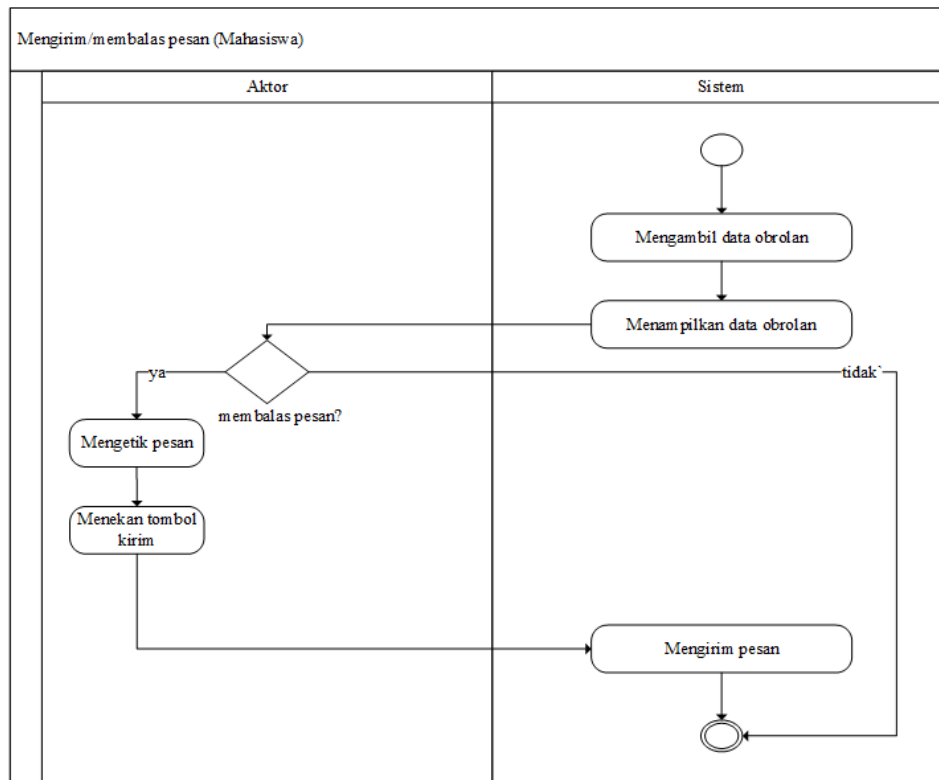 Mengirim/membalas pesan (Mahasiswa)
Aktor
Sistem
Mengambil data obrolan
Menampilkan data obrolan
ya
tidak`
membalas pesan?
Mengetik pesan
Menekan tombol
kirim
Mengirim pesan